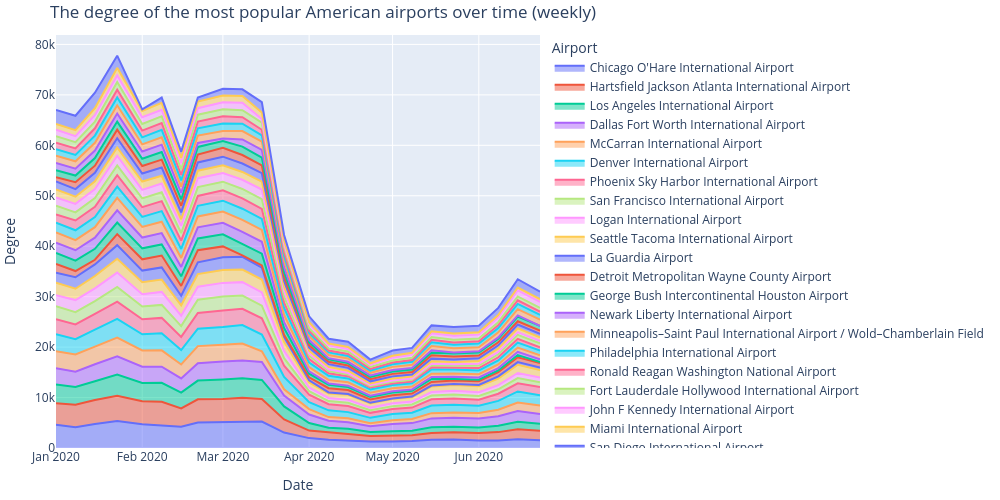 The degree of the most popular American airports over time (weekly)
Degree
80k
70k
60k
50k
40k
30k
20k
10k
0
Jan 2020
Feb 2020
Mar 2020
Apr 2020
May 2020
Jun 2020
Date
Airport
Chicago O'Hare International Airport
Hartsfield Jackson Atlanta International Airport
Los Angeles International Airport
Dallas Fort Worth International Airport
McCarran International Airport
Denver International Airport
Phoenix Sky Harbor International Airport
San Francisco International Airport
Logan International Airport
Seattle Tacoma International Airport
La Guardia Airport
Detroit Metropolitan Wayne County Airport
George Bush Intercontinental Houston Airport
Newark Liberty International Airport
Minneapolis–Saint Paul International Airport / Wold–Chamberlain Field
Philadelphia International Airport
Ronald Reagan Washington National Airport
Fort Lauderdale Hollywood International Airport
John F Kennedy International Airport
Miami International Airport
San Diego International Airport